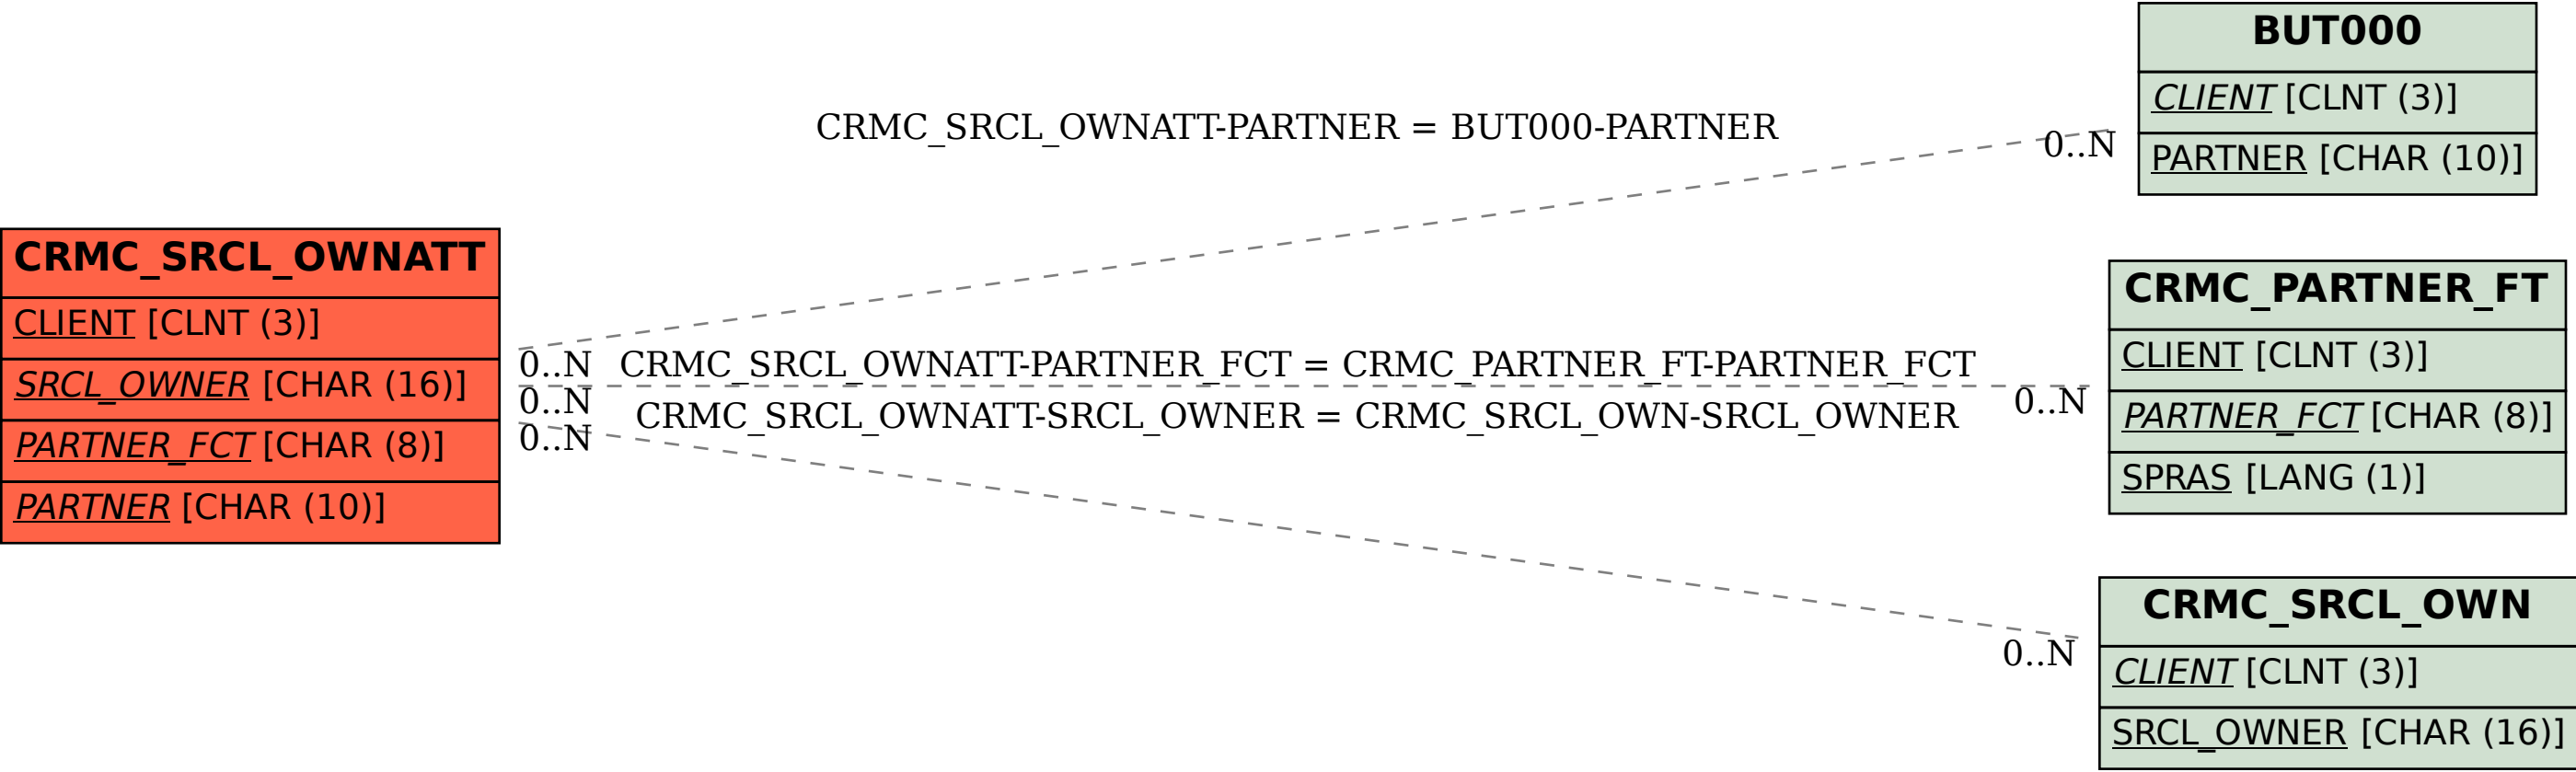 BUT000
CLIENT [CLNT (3)]
PARTNER [CHAR (10)]
CRMC_SRCL_OWNATT-PARTNER = BUT000-PARTNER
0..N
CRMC_SRCL_OWNATT
CLIENT [CLNT (3)]
SRCL_OWNER [CHAR (16)]
PARTNER_FCT [CHAR (8)]
PARTNER [CHAR (10)]
0..N
CRMC_SRCL_OWNATT-PARTNER_FCT = CRMC_PARTNER_FT-PARTNER_FCT
0..N
0..N
CRMC_SRCL_OWNATT-SRCL_OWNER = CRMC_SRCL_OWN-SRCL_OWNER
0..N
CRMC_PARTNER_FT
CLIENT [CLNT (3)]
PARTNER_FCT [CHAR (8)]
SPRAS [LANG (1)]
0..N
CRMC_SRCL_OWN
CLIENT [CLNT (3)]
SRCL_OWNER [CHAR (16)]